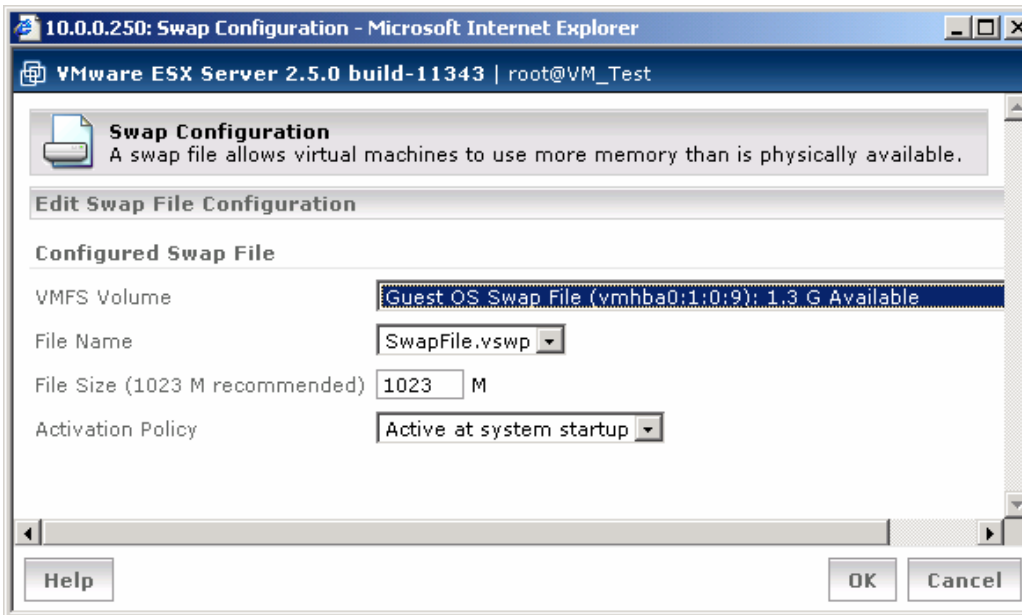 10.0.0.250: Swap Configuration - Microsoft Internet Explorer
VMware ESX Server 2.5.0 build-11343 | root@VM_Test
Swap Configuration
A swap file allows virtual machines to use more memory than is physically available.
Edit Swap File Configuration
Configured Swap File
VMFS Volume Guest OS Swap File (vmhba0:1:0:9): 1.3 G Available
File Name SwapFile.vswp
File Size (1023 M recommended) 1023 M
Activation Policy Active at system startup
Help OK Cancel